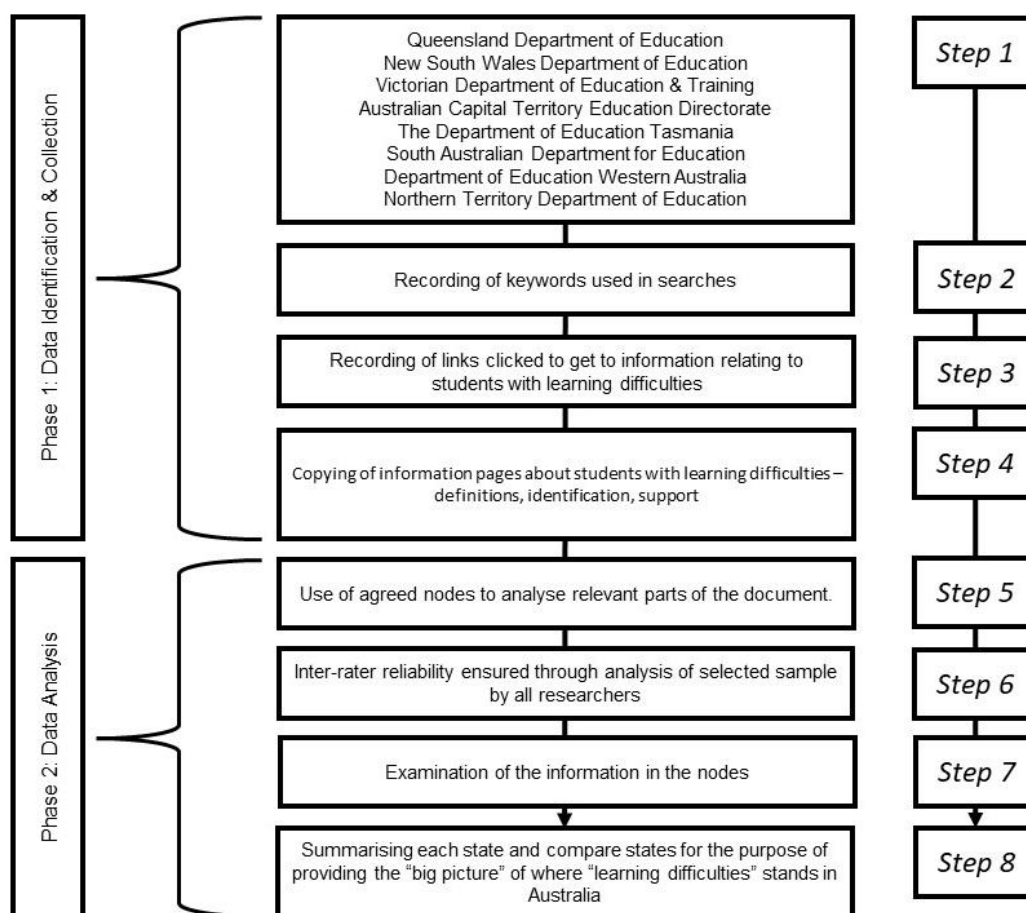 Phase 1: Data Identification & Collection
Queensland Department of Education
New South Wales Department of Education
Victorian Department of Education & Training
Australian Capital Territory Education Directorate
The Department of Education Tasmania
South Australian Department for Education
Department of Education Western Australia
Northern Territory Department of Education
Step 1
Recording of keywords used in searches
Step 2
Recording of links clicked to get to information relating to
students with learning difficulties
Step 3
Copying of information pages about students with learning difficulties –
definitions, identification, support
Step 4
Phase 2: Data Analysis
Use of agreed nodes to analyse relevant parts of the document.
Step 5
Inter-rater reliability ensured through analysis of selected sample
by all researchers
Step 6
Examination of the information in the nodes
Step 7
Summarising each state and compare states for the purpose of
providing the “big picture” of where “learning difficulties” stands in
Australia
Step 8